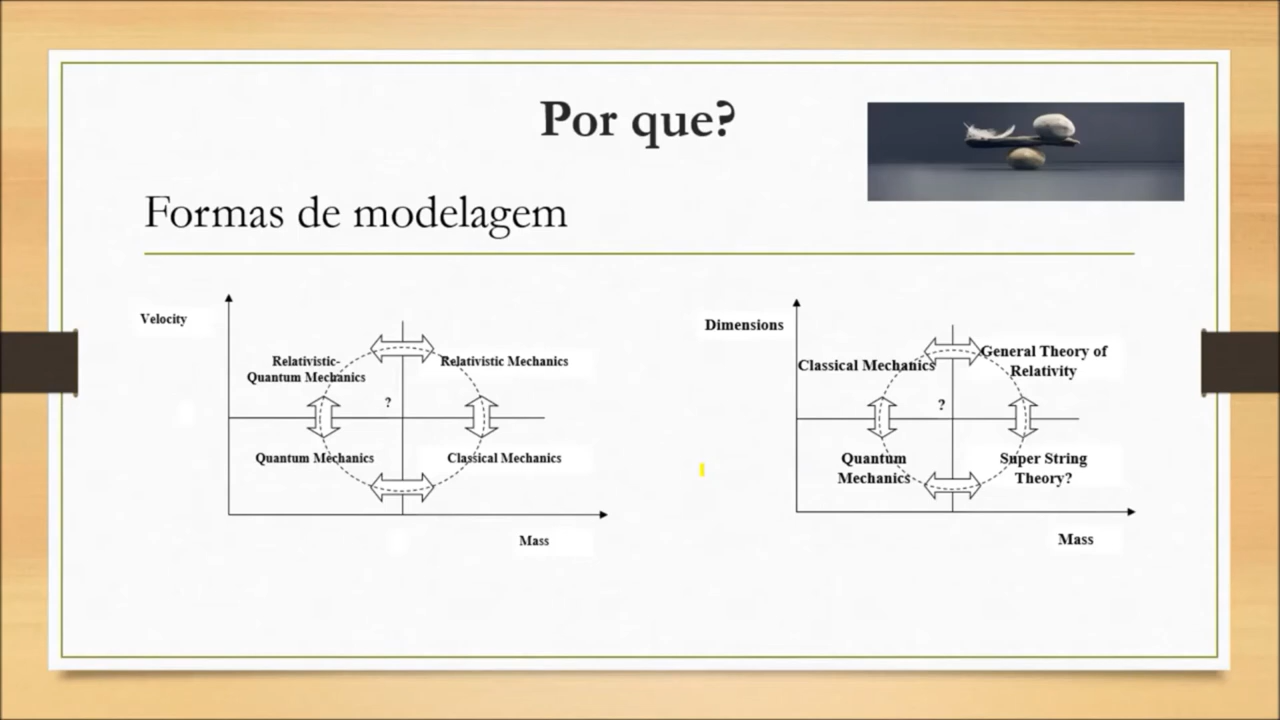 Por que?
Formas de modelagem
Velocity
Relativistic-
Quantum Mechanics
Relativistic Mechanics
?
Quantum Mechanics
Classical Mechanics
Mass
Dimensions
Classical Mechanics
General Theory of
Relativity
?
Quantum
Mechanics
Super String
Theory?
Mass